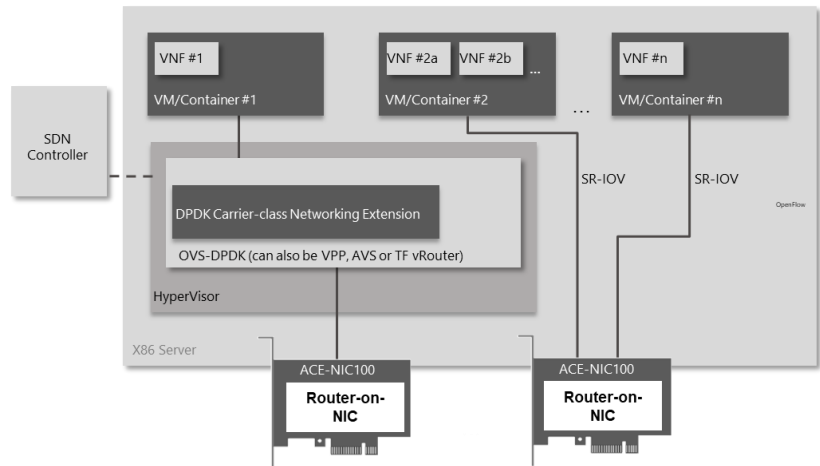 VNF #1
VM/Container #1
VNF #2a
VNF #2b
...
VM/Container #2
...
VNF #n
VM/Container #n
SDN
Controller
SR-IOV
SR-IOV
OpenFlow
DPDK Carrier-class Networking Extension
OVS-DPDK (can also be VPP, AVS or TF vRouter)
HyperVisor
X86 Server
ACE-NIC100
Router-on-
NIC
ACE-NIC100
Router-on-
NIC